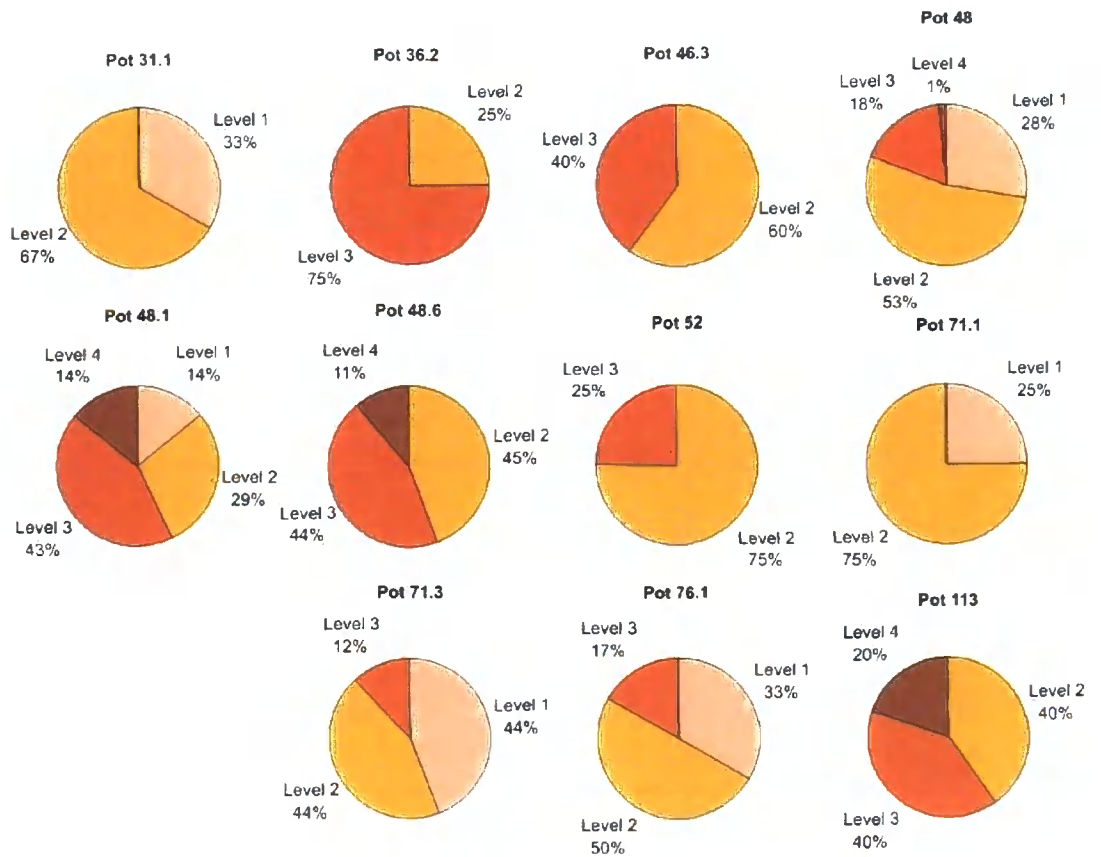 Pot 31.1
Level 1
33%
Level 2
67%
Pot 36.2
Level 2
25%
Level 3
75%
Pot 46.3
Level 3
40%
Level 2
60%
Pot 48
Level 4
1%
Level 3
18%
Level 1
28%
Level 2
53%
Pot 48.1
Level 4
14%
Level 1
14%
Level 2
29%
Level 3
43%
Pot 48.6
Level 4
11%
Level 2
45%
Level 3
44%
Pot 52
Level 3
25%
Level 2
75%
Pot 71.1
Level 1
25%
Level 2
75%
Pot 71.3
Level 3
12%
Level 1
44%
Level 2
44%
Pot 76.1
Level 3
17%
Level 1
33%
Level 2
50%
Pot 113
Level 4
20%
Level 2
40%
Level 3
40%